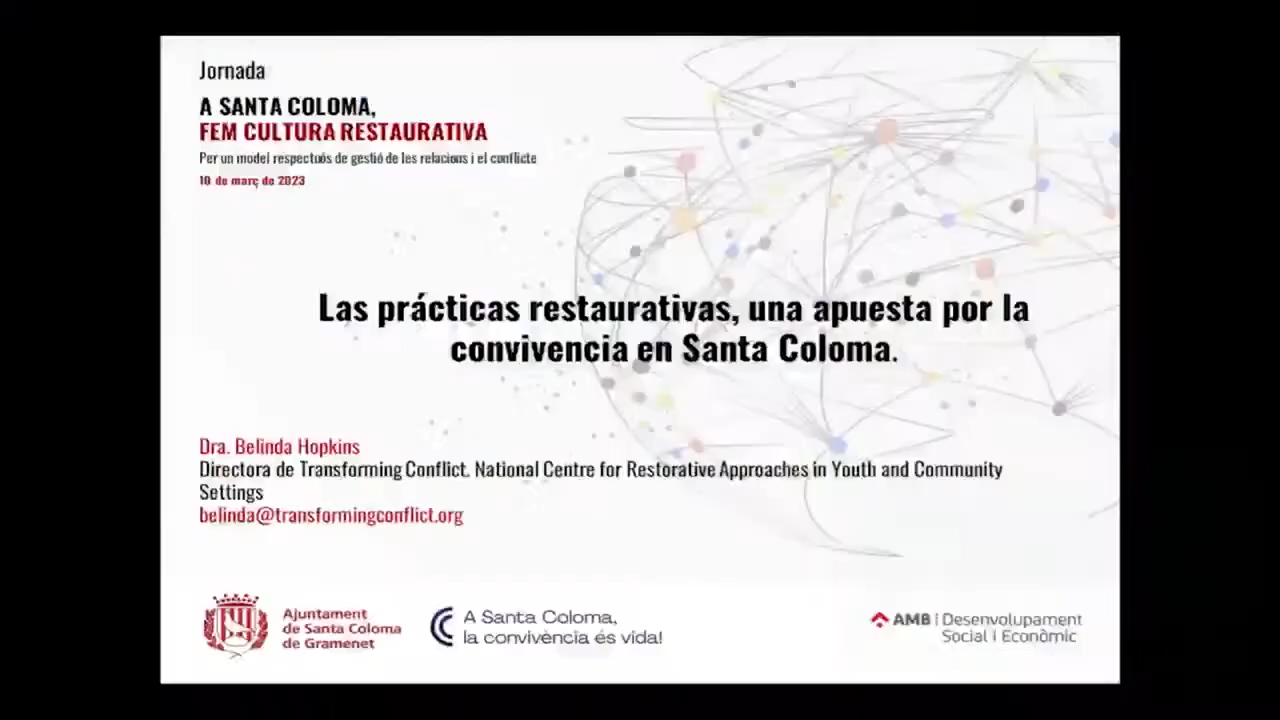 Jornada
A SANTA COLOMA,
FEM CULTURA RESTAURATIVA
Per un model respectuós de gestió de les relacions i el conflicte
10 de març de 2023
Las prácticas restaurativas, una apuesta por la
convivencia en Santa Coloma.
Dra. Belinda Hopkins
Directora de Transforming Conflict. National Centre for Restorative Approaches in Youth and Community
Settings
belinda@transformingconflict.org
Ajuntament
de Santa Coloma
de Gramenet
A Santa Coloma,
la convivència és vida!
AMB | Desenvolupament
Social i Econòmic